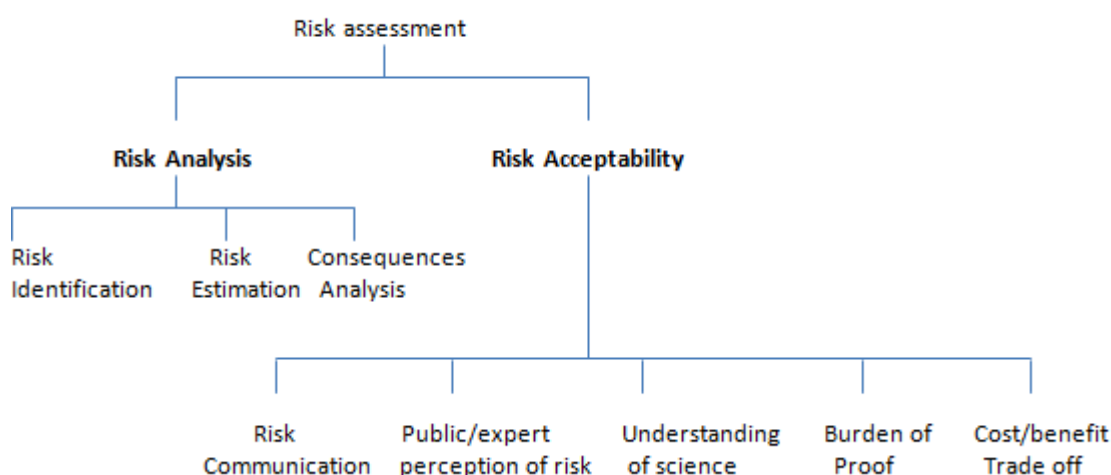 Risk assessment
Risk Analysis
Risk Acceptability
Risk
Identification
Risk
Estimation
Consequences
Analysis
Risk
Communication
Public/expert
perception of risk
Understanding
of science
Burden of
Proof
Cost/benefit
Trade off